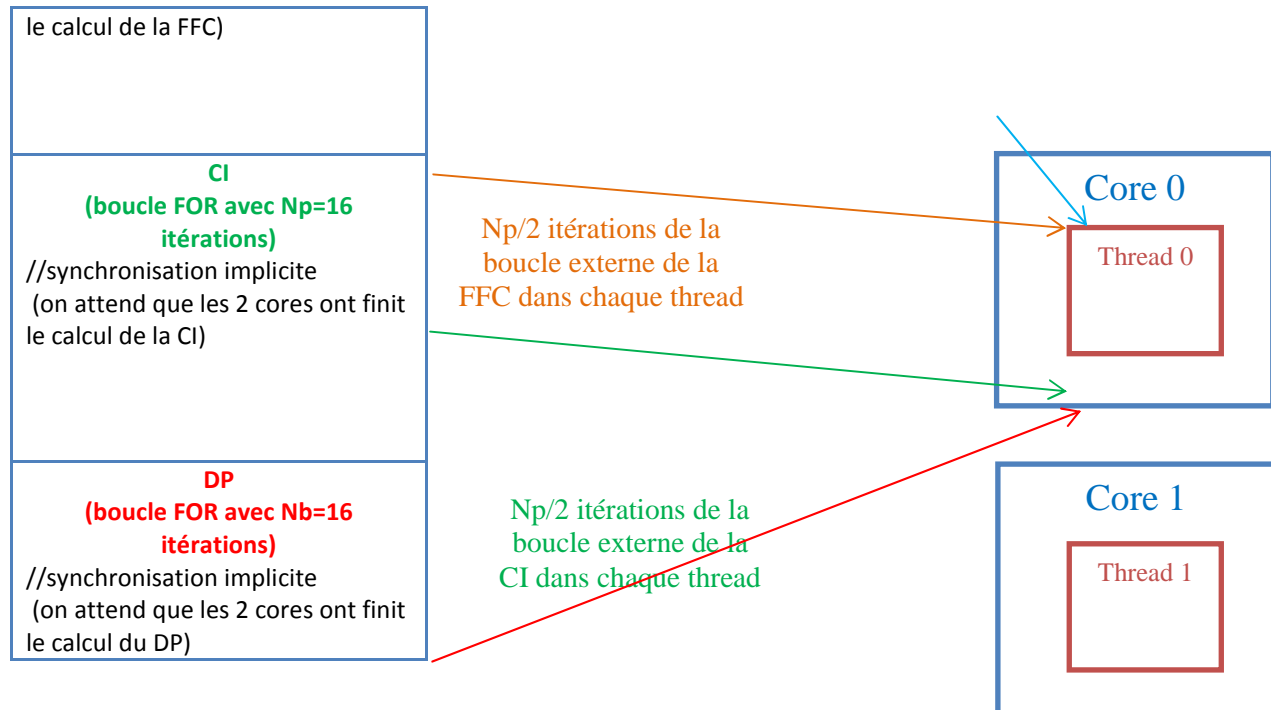 le calcul de la FFC)
CI
(boucle FOR avec Np=16
itérations)
//synchronisation implicite
(on attend que les 2 cores ont finit
le calcul de la CI)
DP
(boucle FOR avec Nb=16
itérations)
//synchronisation implicite
(on attend que les 2 cores ont finit
le calcul du DP)
Np/2 itérations de la
boucle externe de la
FFC dans chaque thread
Np/2 itérations de la
boucle externe de la
CI dans chaque thread
Core 0
Thread 0
Core 1
Thread 1